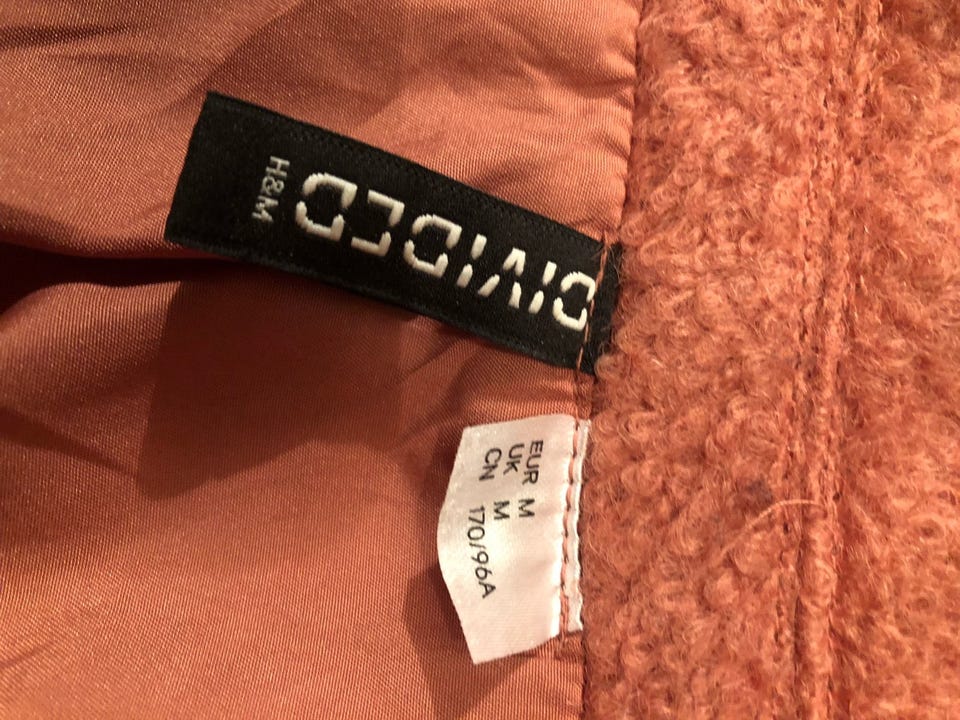 DIVIDED
H&M
EUR M
UK M
CN 170/96A